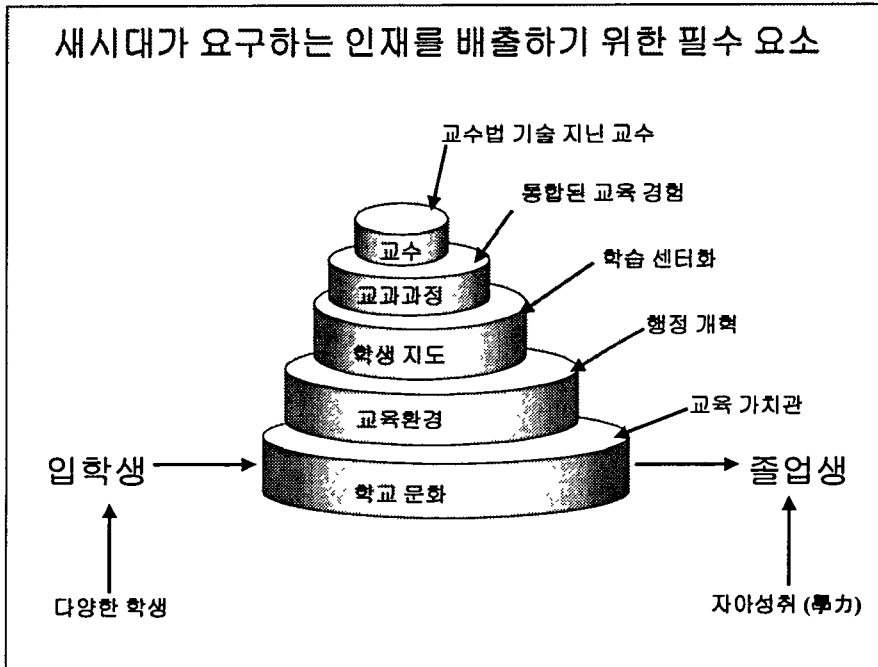 새시대가 요구하는 인재를 배출하기 위한 필수 요소
교수법 기술 지닌 교수
통합된 교육 경험
교수
학습 센터화
교과과정
행정 개혁
학생 지도
교육 가치관
교육환경
입학생
졸업생
학교 문화
다양한 학생
자아성취 (學力)